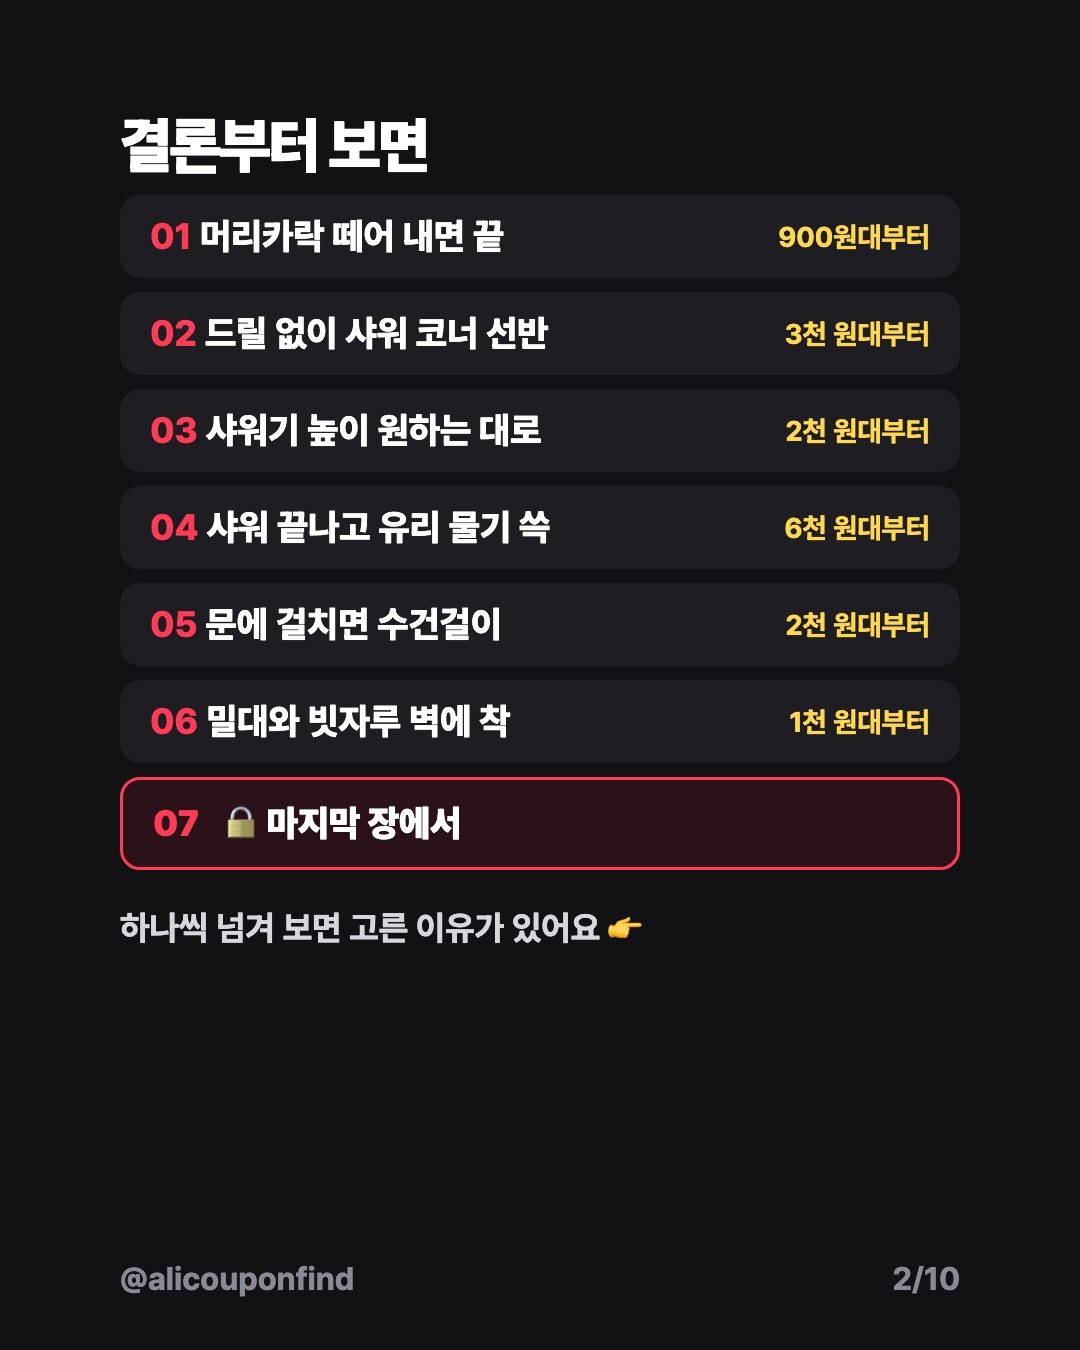 결론부터 보면
01 머리카락 떼어 내면 끝 900원대부터
02 드릴 없이 샤워 코너 선반 3천 원대부터
03 샤워기 높이 원하는 대로 2천 원대부터
04 샤워 끝나고 유리 물기 쓱 6천 원대부터
05 문에 걸치면 수건걸이 2천 원대부터
06 밀대와 빗자루 벽에 착 1천 원대부터
07 🔒 마지막 장에서
하나씩 넘겨 보면 고른 이유가 있어요 👉
@alicouponfind 2/10